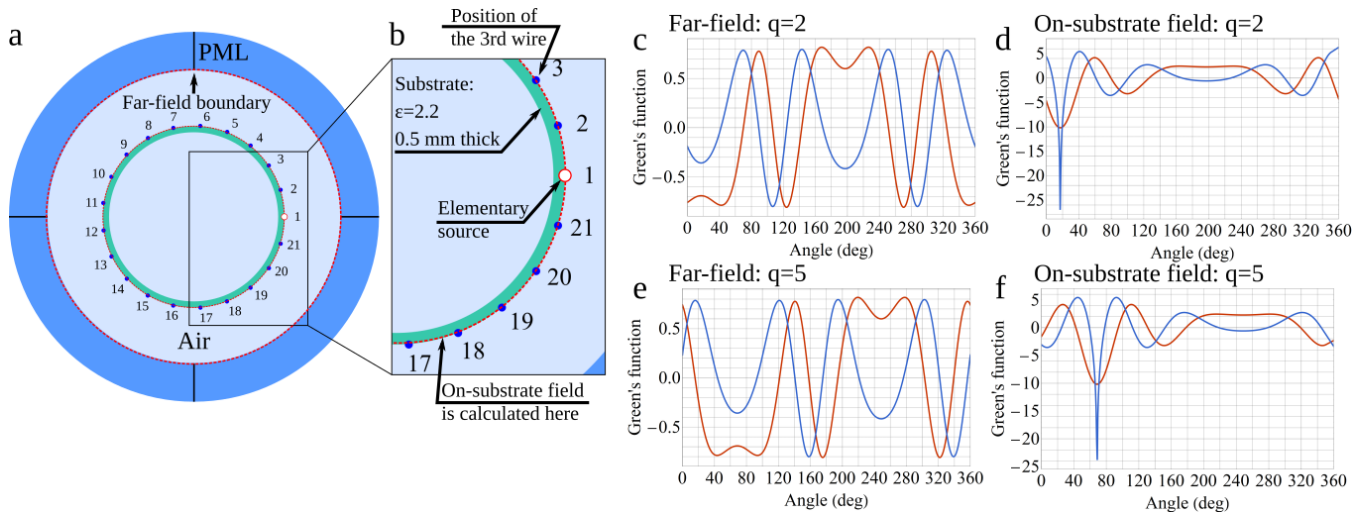 a
PML
Far-field boundary
1
2
3
4
5
6
7
8
9
10
11
12
13
14
15
16
17
18
19
20
21
Air
b
Position of
the 3rd wire
Substrate:
ε=2.2
0.5 mm thick
Elementary
source
3
2
1
21
20
19
18
17
On-substrate field
is calculated here
c
Far-field: q=2
Green's function
0.5
0.0
−0.5
0 40 80 120 160 200 240 280 320 360
Angle (deg)
d
On-substrate field: q=2
Green's function
5
0
−5
−10
−15
−20
−25
0 40 80 120 160 200 240 280 320 360
Angle (deg)
e
Far-field: q=5
Green's function
0.5
0.0
−0.5
0 40 80 120 160 200 240 280 320 360
Angle (deg)
f
On-substrate field: q=5
Green's function
5
0
−5
−10
−15
−20
−25
0 40 80 120 160 200 240 280 320 360
Angle (deg)